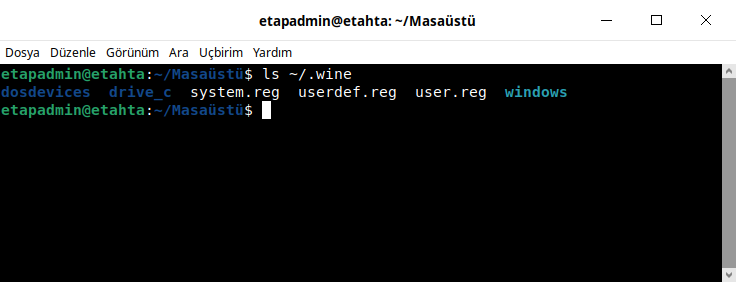 etapadmin@etahta: ~/Masaüstü
Dosya Düzenle Görünüm Ara Uçbirim Yardım
etapadmin@etahta:~/Masaüstü$ ls ~/.wine
dosdevices drive_c system.reg userdef.reg user.reg windows
etapadmin@etahta:~/Masaüstü$